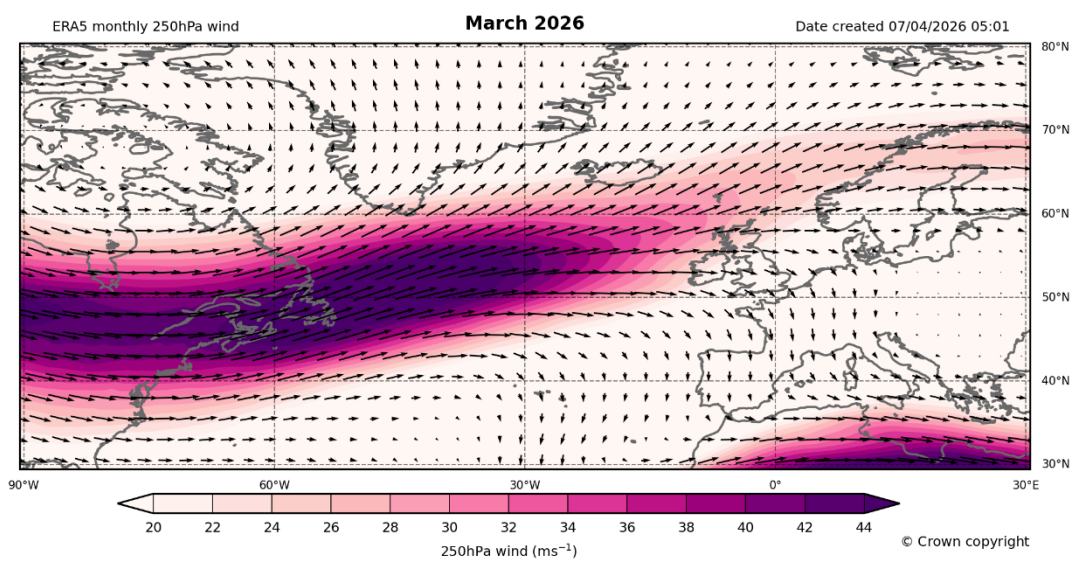 ERA5 monthly 250hPa wind
March 2026
Date created 07/04/2026 05:01
80°N
70°N
60°N
50°N
40°N
30°N
90°W 60°W 30°W 0° 30°E
20 22 24 26 28 30 32 34 36 38 40 42 44
250hPa wind (ms⁻¹)
© Crown copyright